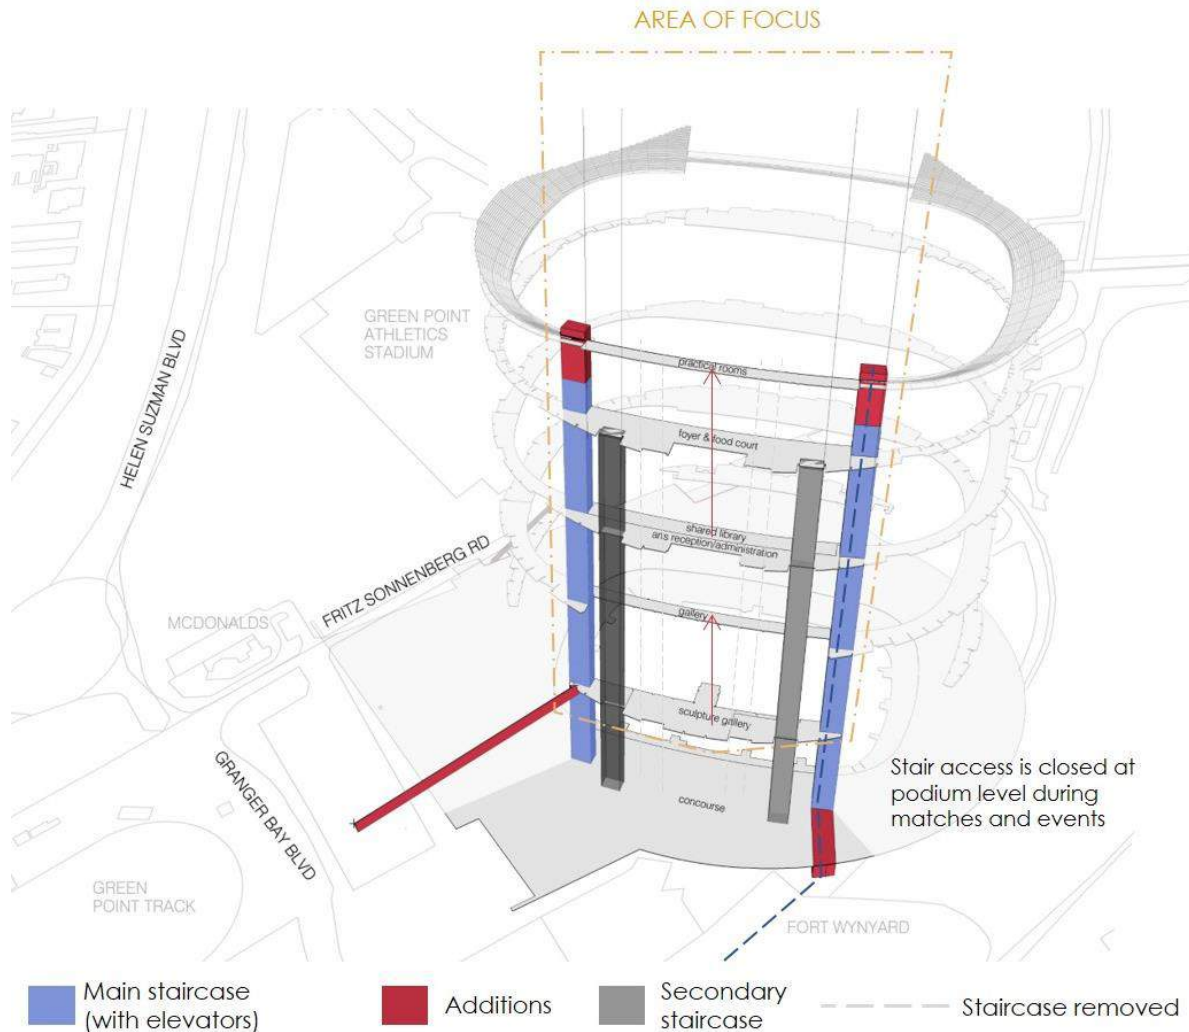 AREA OF FOCUS
GREEN POINT
ATHLETICS
STADIUM
HELEN SUZMAN BLVD
practical rooms
foyer & food court
shared library
arts reception/administration
FRITZ SONNENBERG RD
MCDONALDS
gallery
sculpture gallery
GRANGER BAY BLVD
concourse
Stair access is closed at
podium level during
matches and events
GREEN
POINT TRACK
FORT WYNYARD
Main staircase
(with elevators)
Additions
Secondary
staircase
Staircase removed